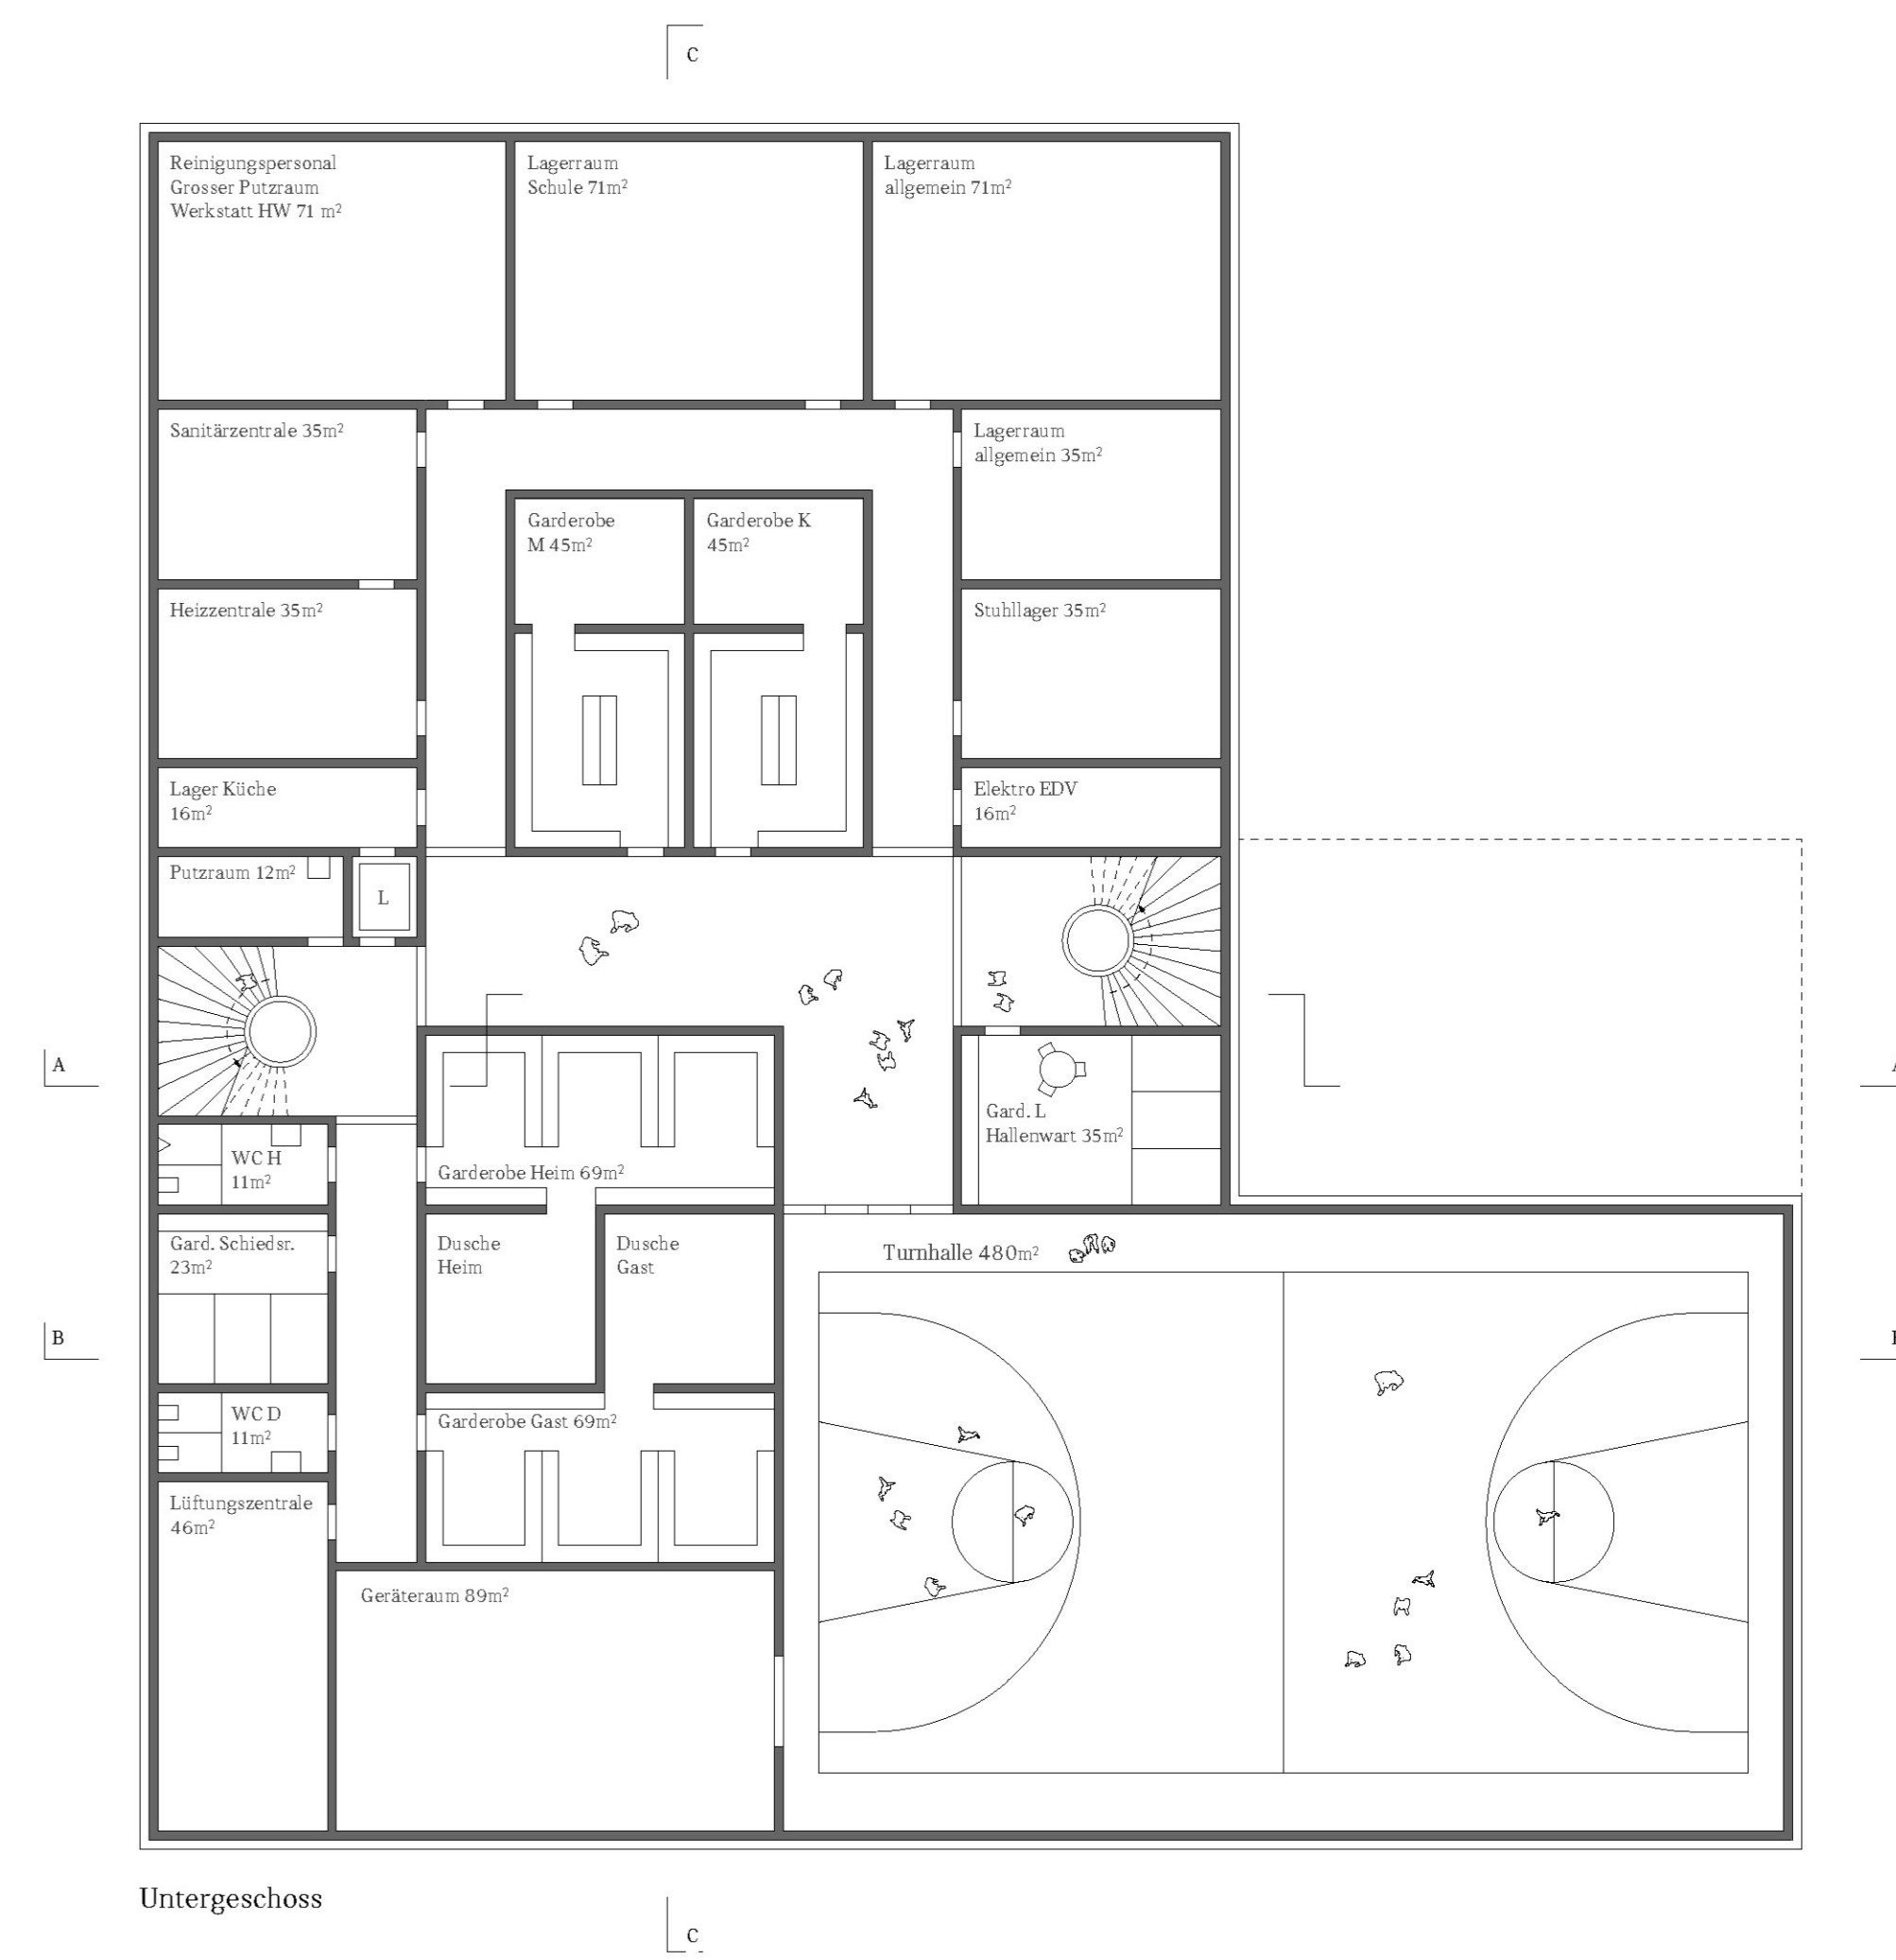 C
Reinigungspersonal
Grosser Putzraum
Werkstatt HW 71 m²
Lagerraum
Schule 71m²
Lagerraum
allgemein 71m²
Sanitärzentrale 35m²
Lagerraum
allgemein 35m²
Garderobe
M 45m²
Garderobe K
45m²
Heizzentrale 35m²
Stuhllager 35m²
Lager Küche
16m²
Elektro EDV
16m²
Putzraum 12m²
L
A
Gard. L
Hallenwart 35m²
WC H
11m²
Garderobe Heim 69m²
Gard. Schiedsr.
23m²
Dusche
Heim
Dusche
Gast
Turnhalle 480m²
B
WC D
11m²
Garderobe Gast 69m²
Lüftungszentrale
46m²
Geräteraum 89m²
Untergeschoss
C